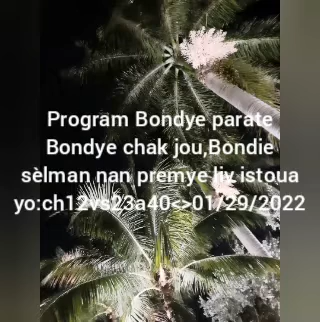 Program Bondye parate
Bondye chak jou,Bondie
sèlman nan premye liv istoua
yo:ch12vs23a40<>01/29/2022